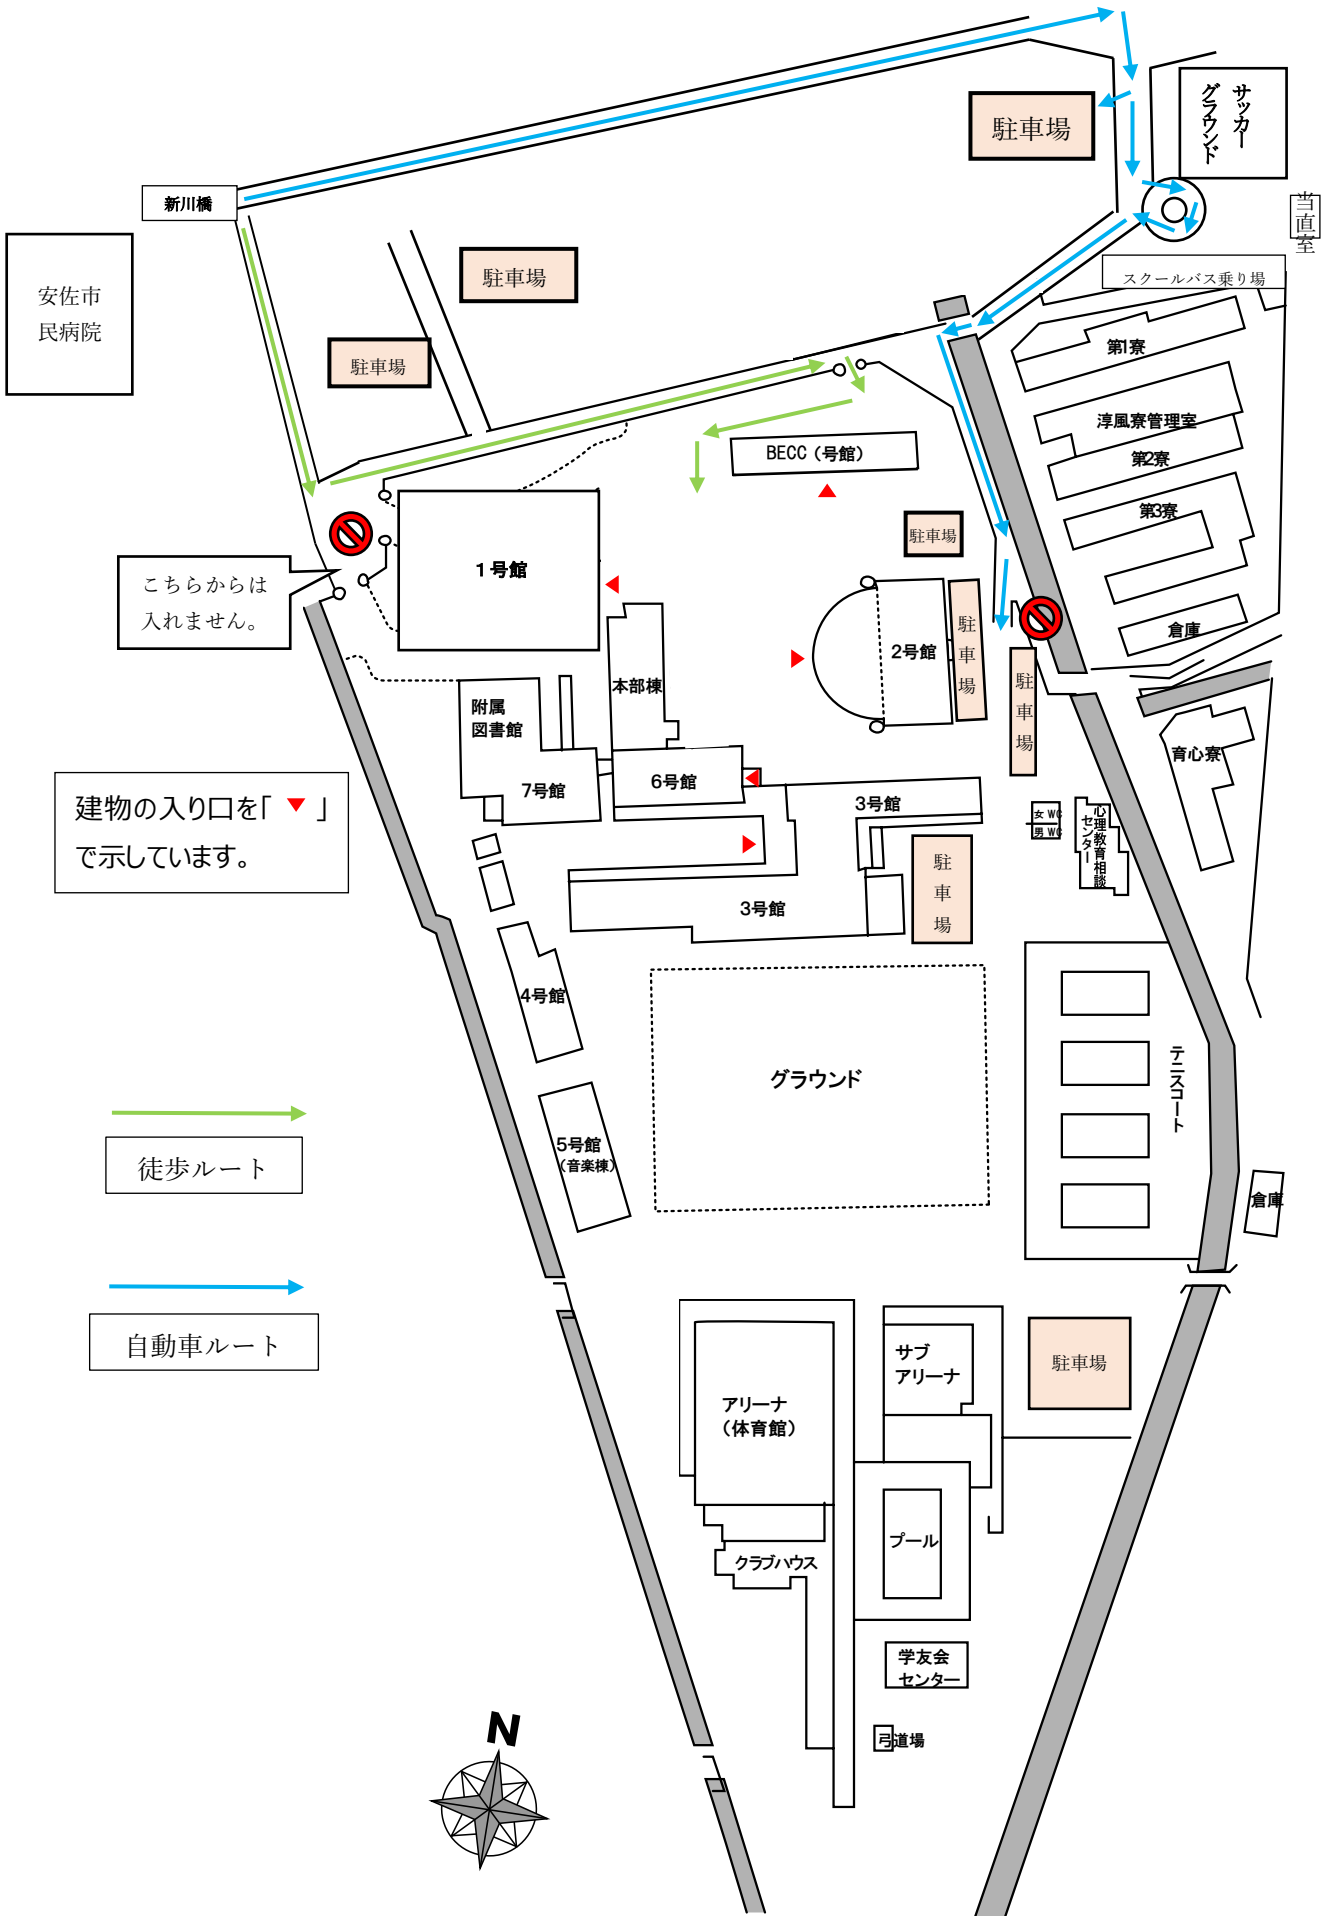 サッカー
グラウンド
駐車場
新川橋
当直室
安佐市
民病院
駐車場
スクールバス乗り場
駐車場
第1寮
淳風寮管理室
BECC（号館）
第2寮
第3寮
駐車場
1号館
こちらからは
入れません。
倉庫
2号館
駐車場
本部棟
駐車場
附属
図書館
育心寮
6号館
7号館
3号館
建物の入り口を「▼」
で示しています。
女 WC
男 WC
心理教育相談
センター
駐車場
3号館
4号館
グラウンド
テニスコート
5号館
（音楽棟）
徒歩ルート
倉庫
自動車ルート
サブ
アリーナ
駐車場
アリーナ
（体育館）
プール
クラブハウス
学友会
センター
弓道場
N